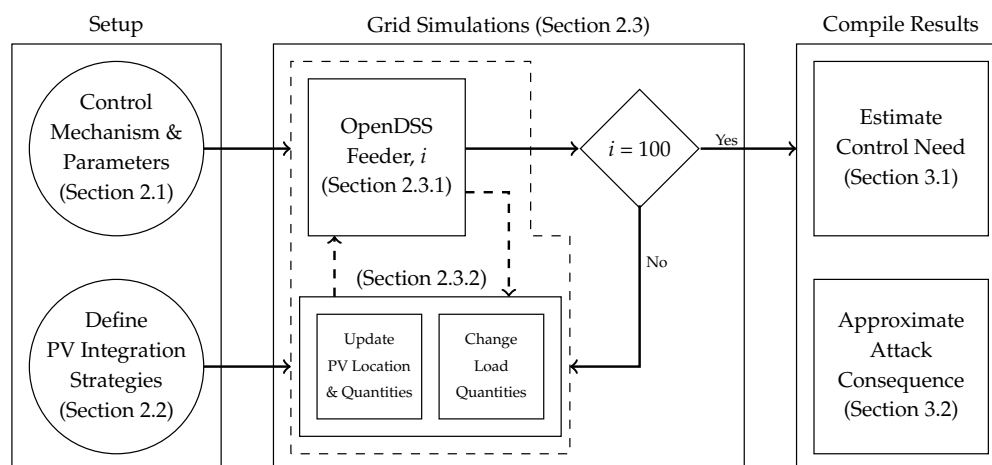 Setup
Control
Mechanism &
Parameters
(Section 2.1)
Define
PV Integration
Strategies
(Section 2.2)
Grid Simulations (Section 2.3)
OpenDSS
Feeder, i
(Section 2.3.1)
i = 100
Yes
No
(Section 2.3.2)
Update
PV Location
& Quantities
Change
Load
Quantities
Compile Results
Estimate
Control Need
(Section 3.1)
Approximate
Attack
Consequence
(Section 3.2)